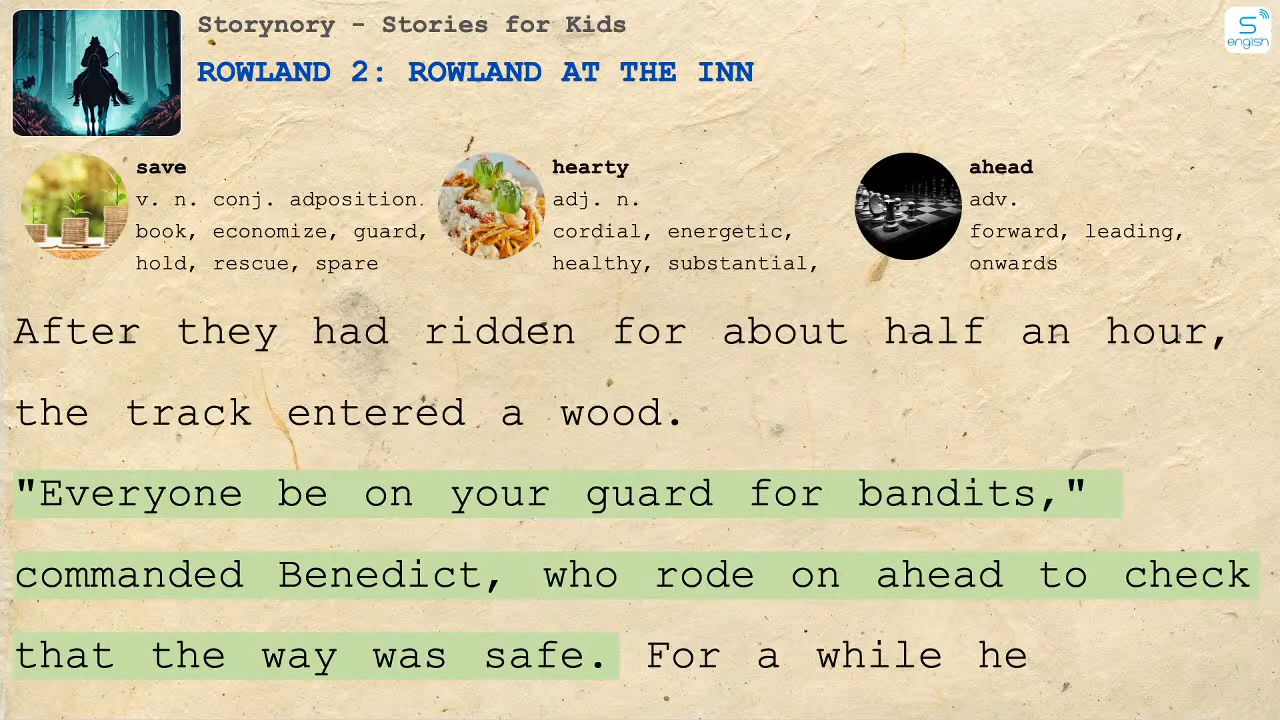 Storynory - Stories for Kids
ROWLAND 2: ROWLAND AT THE INN
S
english
save
v. n. conj. adposition.
book, economize, guard,
hold, rescue, spare
hearty
adj. n.
cordial, energetic,
healthy, substantial,
ahead
adv.
forward, leading,
onwards
After they had ridden for about half an hour,
the track entered a wood.
"Everyone be on your guard for bandits,"
commanded Benedict, who rode on ahead to check
that the way was safe. For a while he